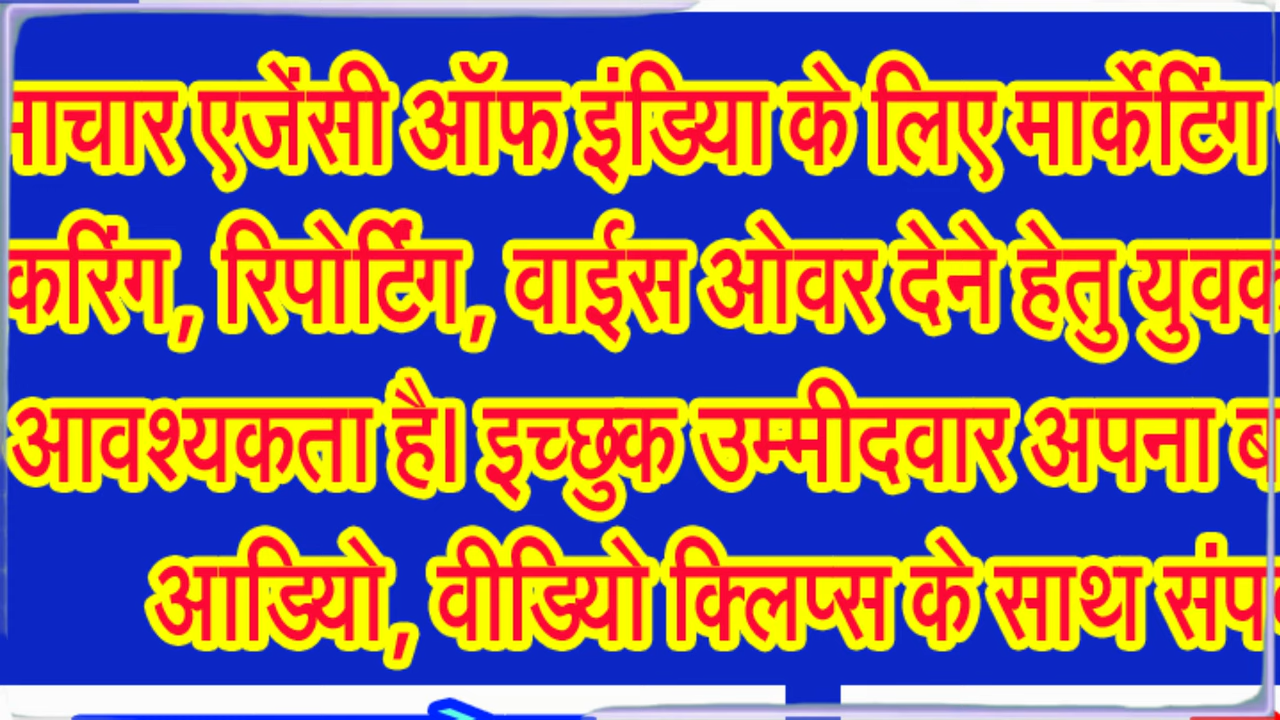 माचार एजेंसी ऑफ इंडिया के लिए मार्केटिंग
करिंग, रिपोर्टिंग, वाईस ओवर देने हेतु युवक
आवश्यकता है। इच्छुक उम्मीदवार अपना
आडियो, वीडियो क्लिप्स के साथ संप